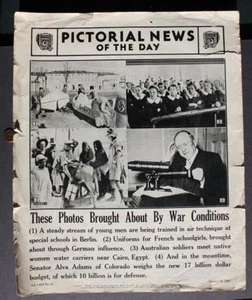 PICTORIAL NEWS
OF THE DAY
These Photos Brought About By War Conditions
(1) A steady stream of young men are being trained in air technique at
special schools in Berlin. (2) Uniforms for French schoolgirls, brought
about through German influence. (3) Australian soldiers meet native
women water carriers near Cairo, Egypt. (4) And in the meantime,
Senator Alva Adams of Colorado weighs the new 17 billion dollar
budget, of which 10 billion is for defense.